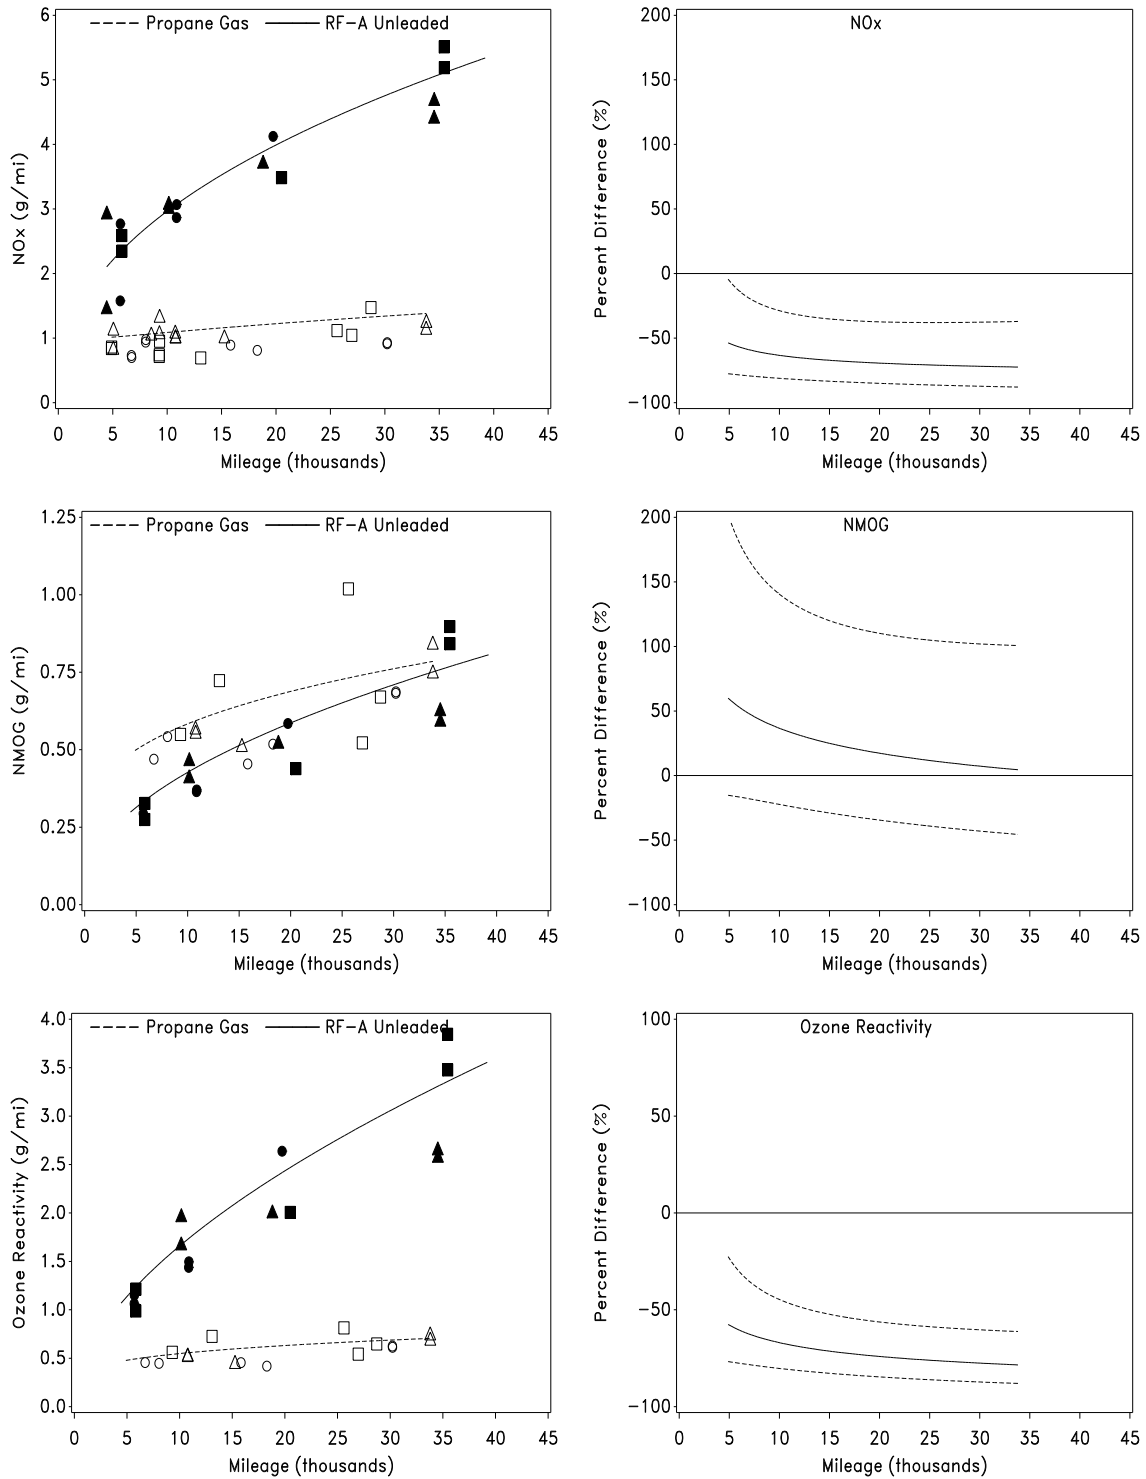 Propane Gas RF-A Unleaded
6
5
4
3
2
1
0
NOx (g/mi)
0 5 10 15 20 25 30 35 40 45
Mileage (thousands)
NOx
200
150
100
50
0
-50
-100
Percent Difference (%)
0 5 10 15 20 25 30 35 40 45
Mileage (thousands)
Propane Gas RF-A Unleaded
1.25
1.00
0.75
0.50
0.25
0.00
NMOG (g/mi)
0 5 10 15 20 25 30 35 40 45
Mileage (thousands)
NMOG
200
150
100
50
0
-50
-100
Percent Difference (%)
0 5 10 15 20 25 30 35 40 45
Mileage (thousands)
Propane Gas RF-A Unleaded
4.0
3.5
3.0
2.5
2.0
1.5
1.0
0.5
0.0
Ozone Reactivity (g/mi)
0 5 10 15 20 25 30 35 40 45
Mileage (thousands)
Ozone Reactivity
100
50
0
-50
-100
Percent Difference (%)
0 5 10 15 20 25 30 35 40 45
Mileage (thousands)